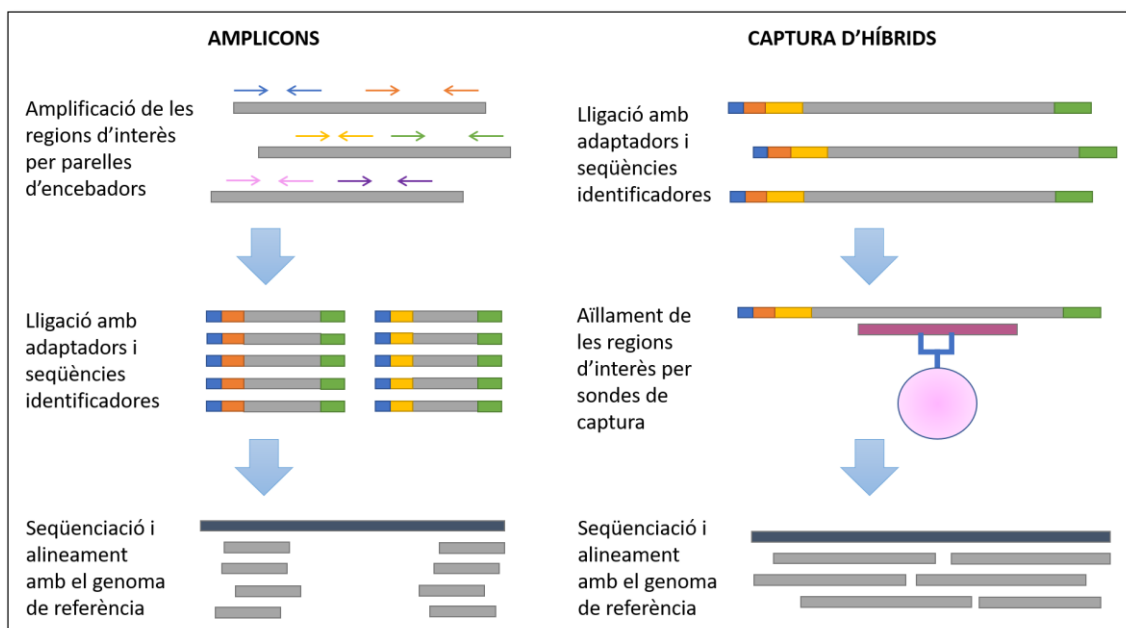 AMPLICONS
Amplificació de les
regions d'interès
per parelles
d'encebadors
Lligació amb
adaptadors i
seqüències
identificadores
Seqüenciació i
alineament
amb el genoma
de referència
CAPTURA D'HÍBRIDS
Lligació amb
adaptadors i
seqüències
identificadores
Aïllament de
les regions
d'interès per
sondes de
captura
Seqüenciació i
alineament
amb el genoma
de referència